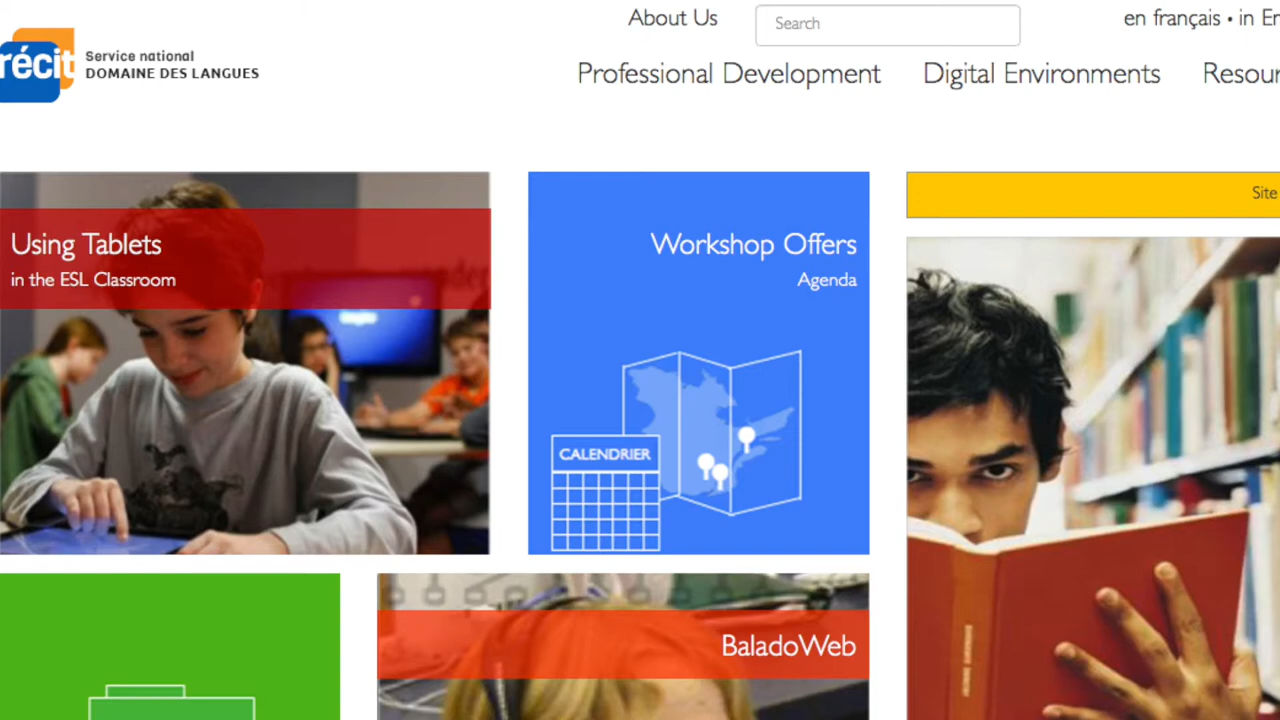 About Us
Search
en français • in
récit
Service national
DOMAINE DES LANGUES
Professional Development
Digital Environments
Using Tablets
in the ESL Classroom
Workshop Offers
Agenda
CALENDRIER
Site
BaladoWeb